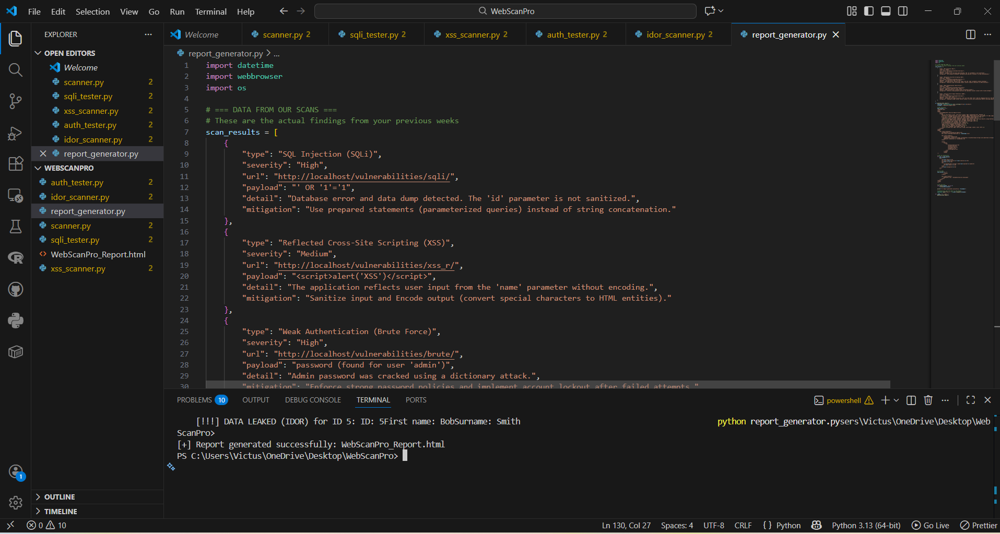 File Edit Selection View Go Run Terminal Help
WebScanPro
EXPLORER
OPEN EDITORS
Welcome
scanner.py 2
sqli_tester.py 2
xss_scanner.py 2
auth_tester.py 2
idor_scanner.py 2
report_generator.py
WEBSCANPRO
auth_tester.py 2
idor_scanner.py 2
report_generator.py
scanner.py 2
sqli_tester.py 2
WebScanPro_Report.html
xss_scanner.py 2
OUTLINE
TIMELINE
1
Welcome scanner.py 2 sqli_tester.py 2 xss_scanner.py 2 auth_tester.py 2 idor_scanner.py 2 report_generator.py
report_generator.py > ...
1 import datetime
2 import webbrowser
3 import os
4
5 # === DATA FROM OUR SCANS ===
6 # These are the actual findings from your previous weeks
7 scan_results = [
8 {
9 "type": "SQL Injection (SQLi)",
10 "severity": "High",
11 "url": "http://localhost/vulnerabilities/sqli/",
12 "payload": "' OR '1'='1",
13 "detail": "Database error and data dump detected. The 'id' parameter is not sanitized.",
14 "mitigation": "Use prepared statements (parameterized queries) instead of string concatenation."
15 },
16 {
17 "type": "Reflected Cross-Site Scripting (XSS)",
18 "severity": "Medium",
19 "url": "http://localhost/vulnerabilities/xss_r/",
20 "payload": "<script>alert('XSS')</script>",
21 "detail": "The application reflects user input from the 'name' parameter without encoding.",
22 "mitigation": "Sanitize input and Encode output (convert special characters to HTML entities)."
23 },
24 {
25 "type": "Weak Authentication (Brute Force)",
26 "severity": "High",
27 "url": "http://localhost/vulnerabilities/brute/",
28 "payload": "password (found for user 'admin')",
29 "detail": "Admin password was cracked using a dictionary attack.",
30 "mitigation": "Enforce strong password policies and implement account lockout after failed attempts."
PROBLEMS 10 OUTPUT DEBUG CONSOLE TERMINAL PORTS
powershell
[!!!] DATA LEAKED (IDOR) for ID 5: ID: 5First name: BobSurname: Smith python report_generator.pysers\Victus\OneDrive\Desktop\Web
ScanPro>
[+] Report generated successfully: WebScanPro_Report.html
PS C:\Users\Victus\OneDrive\Desktop\WebScanPro>
0 10
Ln 130, Col 27 Spaces: 4 UTF-8 CRLF {} Python Python 3.13 (64-bit) Go Live Prettier